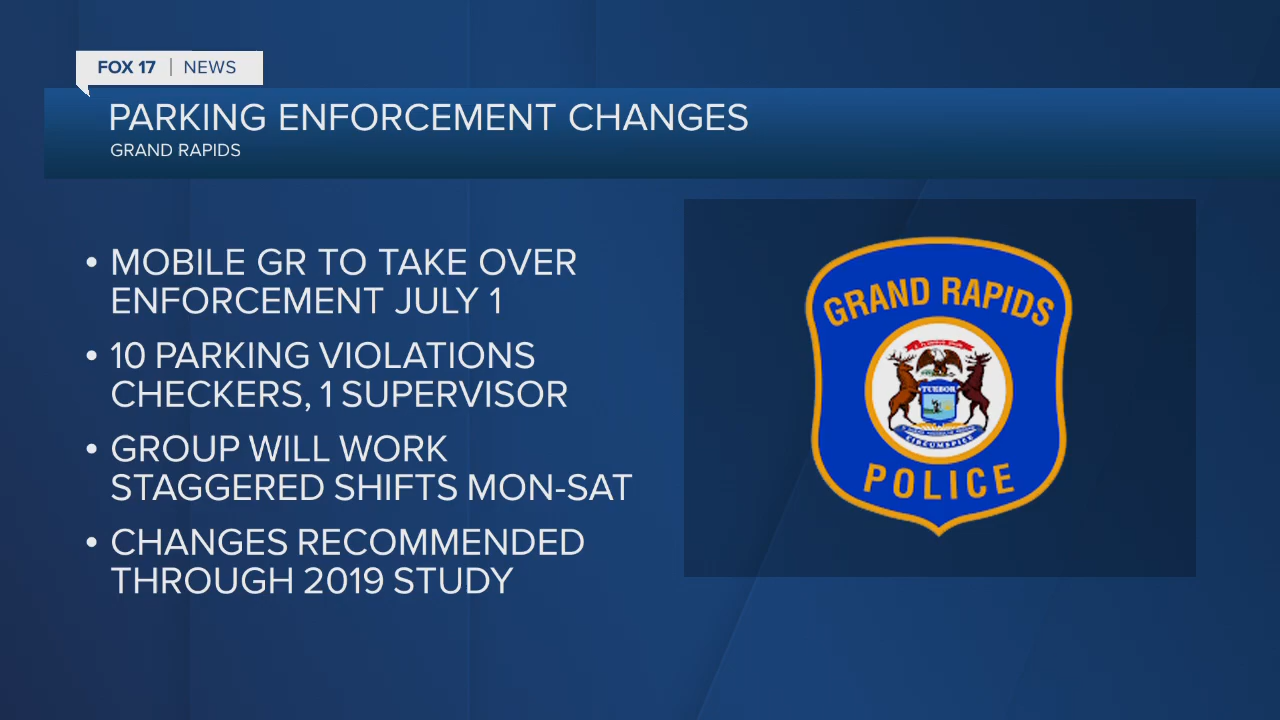 FOX 17 | NEWS
PARKING ENFORCEMENT CHANGES
GRAND RAPIDS
• MOBILE GR TO TAKE OVER
ENFORCEMENT JULY 1
• 10 PARKING VIOLATIONS
CHECKERS, 1 SUPERVISOR
• GROUP WILL WORK
STAGGERED SHIFTS MON-SAT
• CHANGES RECOMMENDED
THROUGH 2019 STUDY
GRAND RAPIDS
TUEBOR
CIRCUMSPICE
POLICE